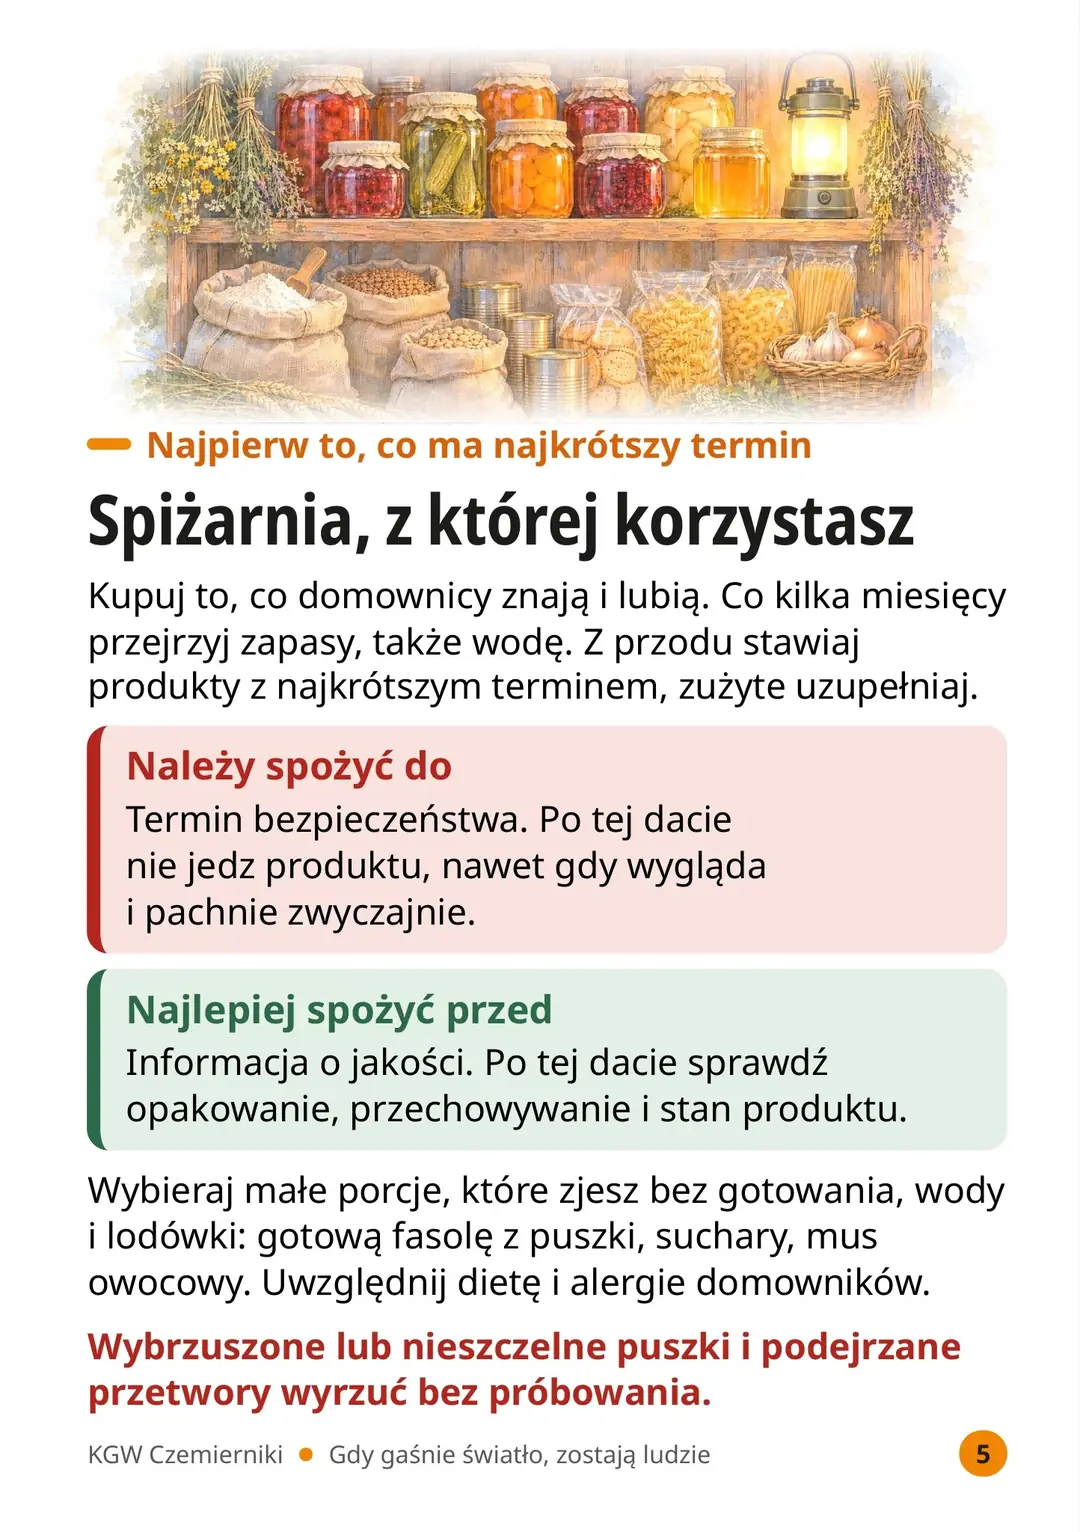 Najpierw to, co ma najkrótszy termin
Spiżarnia, z której korzystasz
Kupuj to, co domownicy znają i lubią. Co kilka miesięcy
przejrzyj zapasy, także wodę. Z przodu stawiaj
produkty z najkrótszym terminem, zużyte uzupełniaj.
Należy spożyć do
Termin bezpieczeństwa. Po tej dacie
nie jedz produktu, nawet gdy wygląda
i pachnie zwyczajnie.
Najlepiej spożyć przed
Informacja o jakości. Po tej dacie sprawdź
opakowanie, przechowywanie i stan produktu.
Wybieraj małe porcje, które zjesz bez gotowania, wody
i lodówki: gotową fasolę z puszki, suchary, mus
owocowy. Uwzględnij dietę i alergie domowników.
Wybrzuszone lub nieszczelne puszki i podejrzane
przetwory wyrzuć bez próbowania.
KGW Czemierniki ● Gdy gaśnie światło, zostają ludzie 5